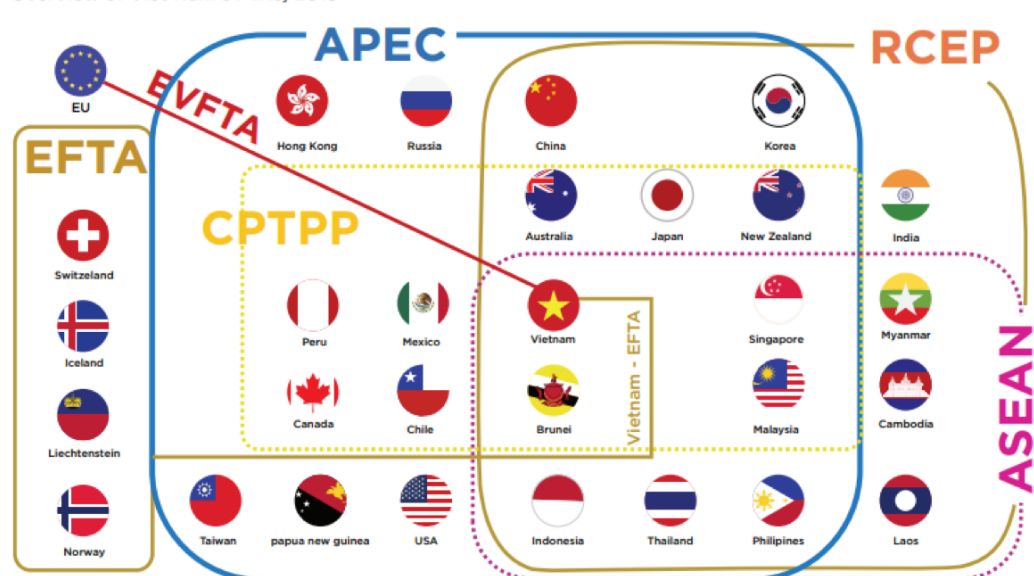 APEC
RCEP
EU
EVFTA
Hong Kong
Russia
China
Korea
EFTA
CPTPP
Australia
Japan
New Zealand
India
Switzeland
Peru
Mexico
Vietnam
Singapore
Myanmar
Iceland
Vietnam - EFTA
ASEAN
Canada
Chile
Brunei
Malaysia
Cambodia
Liechtenstein
Taiwan
papua new guinea
USA
Indonesia
Thailand
Philipines
Laos
Norway